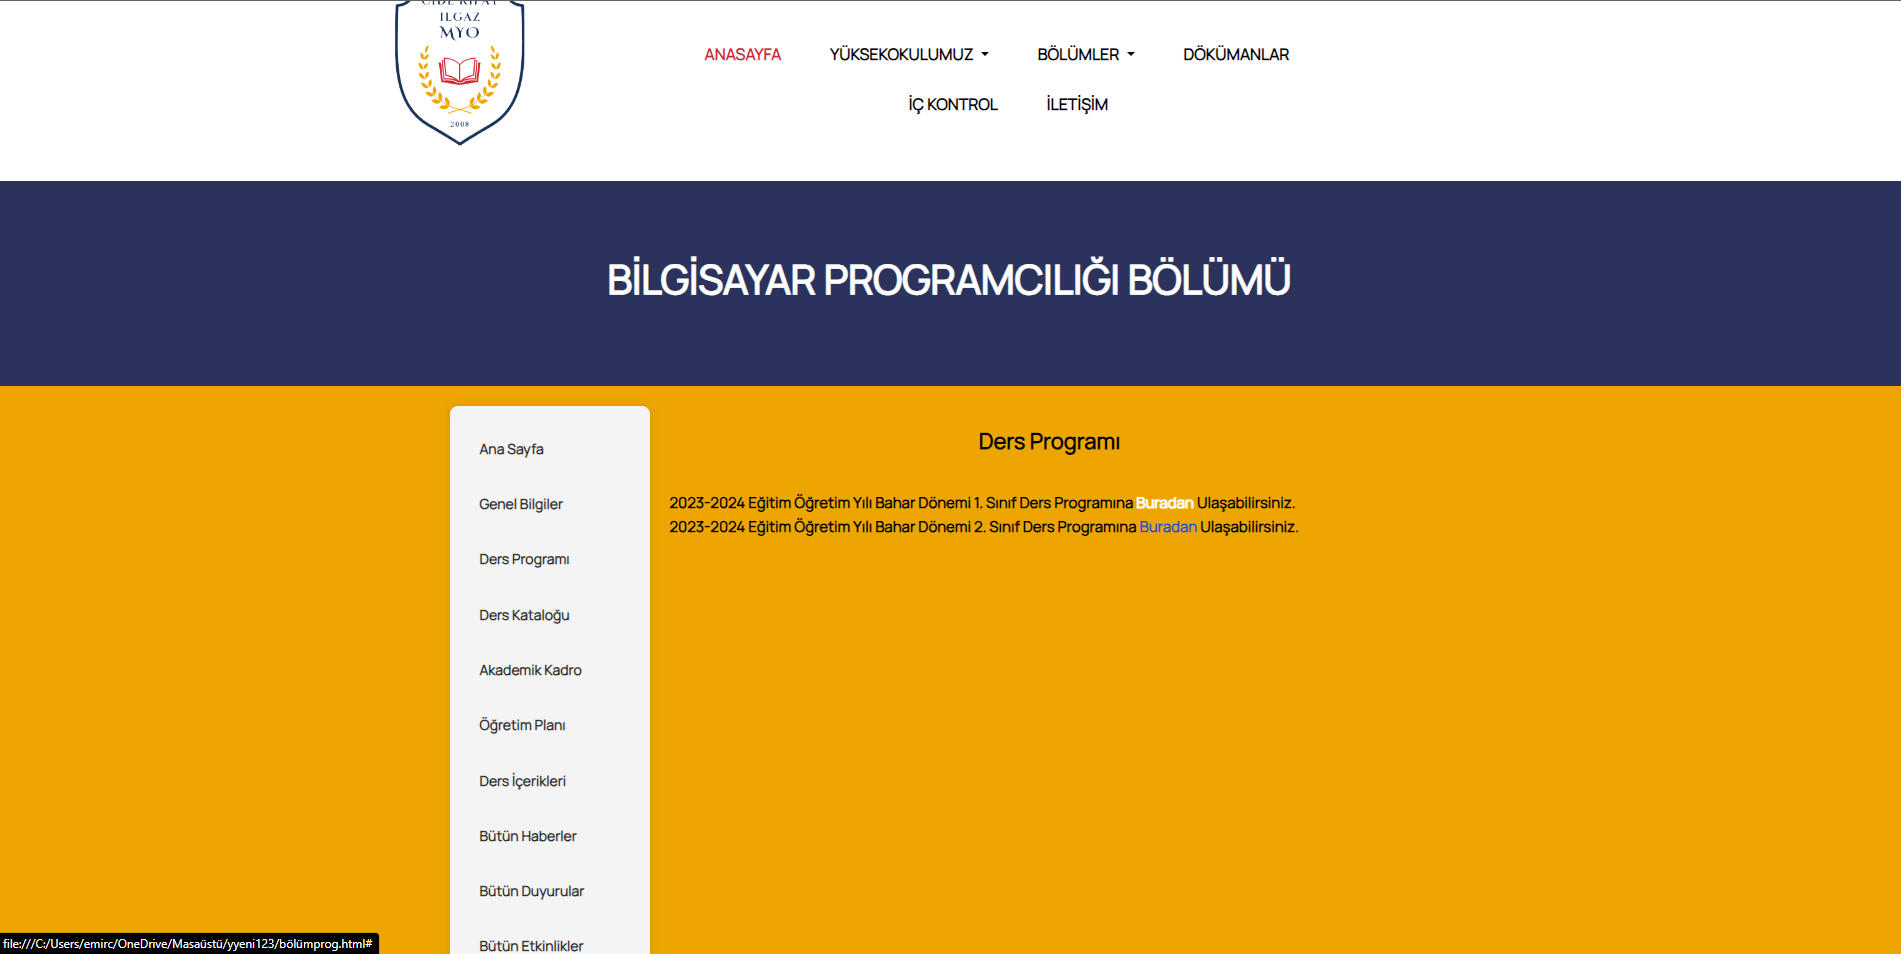 CİDE RIFAT
ILGAZ
MYO
2008
ANASAYFA YÜKSEKOKULUMUZ BÖLÜMLER DÖKÜMANLAR
İÇ KONTROL İLETİŞİM
BİLGİSAYAR PROGRAMCILIĞI BÖLÜMÜ
Ana Sayfa
Genel Bilgiler
Ders Programı
Ders Kataloğu
Akademik Kadro
Öğretim Planı
Ders İçerikleri
Bütün Haberler
Bütün Duyurular
Bütün Etkinlikler
Ders Programı
2023-2024 Eğitim Öğretim Yılı Bahar Dönemi 1. Sınıf Ders Programına Buradan Ulaşabilirsiniz.
2023-2024 Eğitim Öğretim Yılı Bahar Dönemi 2. Sınıf Ders Programına Buradan Ulaşabilirsiniz.
file:///C:/Users/emirc/OneDrive/Masaüstü/yyeni123/bölümprog.html#